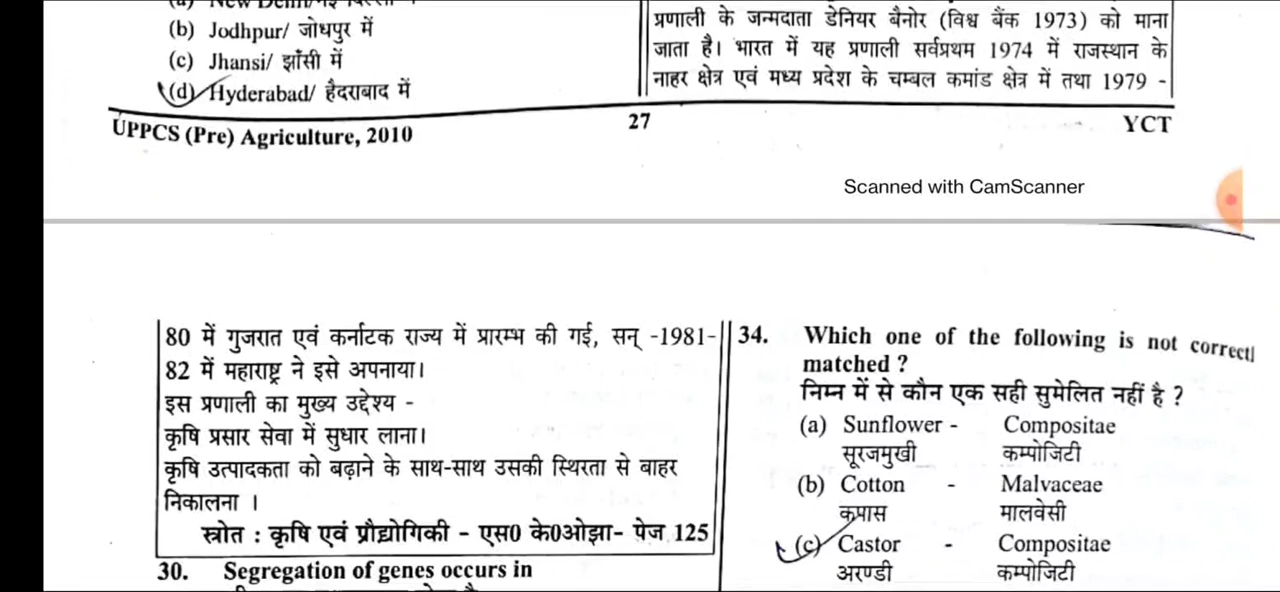 (a) New Delhi/नई दिल्ली में
(b) Jodhpur/ जोधपुर में
(c) Jhansi/ झाँसी में
(d) Hyderabad/ हैदराबाद में
प्रणाली के जन्मदाता डेनियर बैनोर (विश्व बैंक 1973) को माना
जाता है। भारत में यह प्रणाली सर्वप्रथम 1974 में राजस्थान के
नाहर क्षेत्र एवं मध्य प्रदेश के चम्बल कमांड क्षेत्र में तथा 1979 -
UPPCS (Pre) Agriculture, 2010
27
YCT
Scanned with CamScanner
80 में गुजरात एवं कर्नाटक राज्य में प्रारम्भ की गई, सन् -1981-
82 में महाराष्ट्र ने इसे अपनाया।
इस प्रणाली का मुख्य उद्देश्य -
कृषि प्रसार सेवा में सुधार लाना।
कृषि उत्पादकता को बढ़ाने के साथ-साथ उसकी स्थिरता से बाहर
निकालना ।
स्त्रोत : कृषि एवं प्रौद्योगिकी - एस0 के0ओझा- पेज 125
30. Segregation of genes occurs in
34. Which one of the following is not correctl
matched ?
निम्न में से कौन एक सही सुमेलित नहीं है ?
(a) Sunflower - Compositae
सूरजमुखी कम्पोजिटी
(b) Cotton - Malvaceae
कपास मालवेसी
(c) Castor - Compositae
अरण्डी कम्पोजिटी